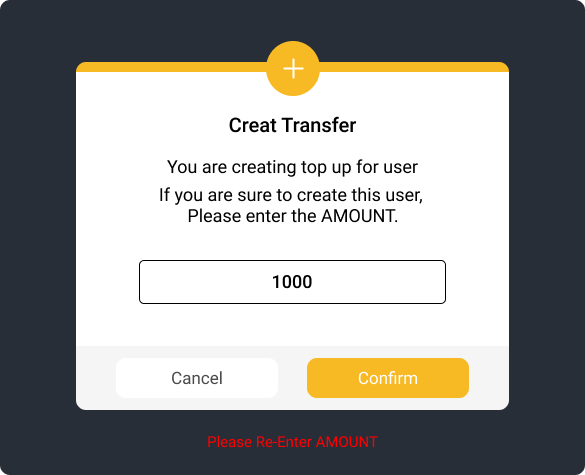 Creat Transfer
You are creating top up for user
If you are sure to create this user,
Please enter the AMOUNT.
1000
Cancel
Confirm
Please Re-Enter AMOUNT